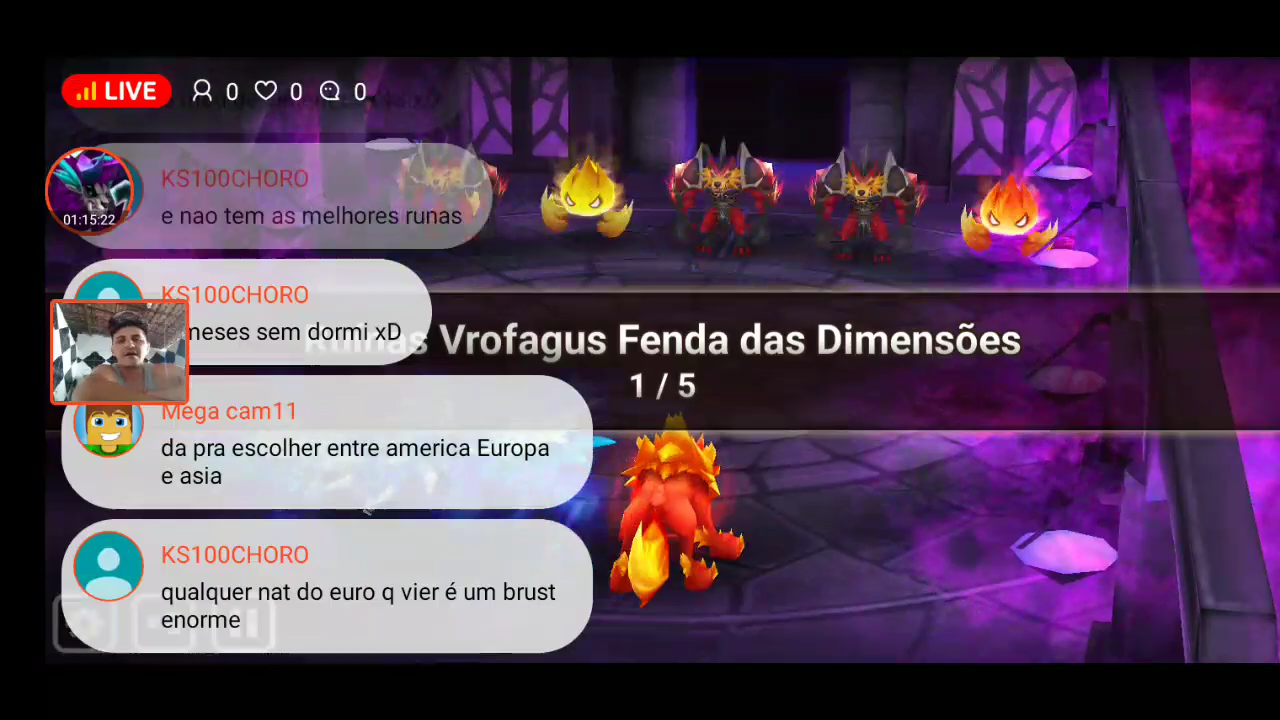 LIVE 0 0 0
KS100CHORO
01:15:22
e nao tem as melhores runas
KS100CHORO
meses sem dormi xD
Vrofagus Fenda das Dimensões
1 / 5
Mega cam11
da pra escolher entre america Europa
e asia
KS100CHORO
qualquer nat do euro q vier é um brust
enorme